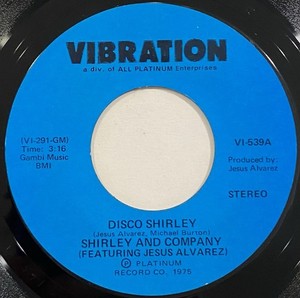 VIBRATION
a div. of ALL PLATINUM Enterprises
(VI-291-GM)
Time: 3:16
Gambi Music
BMI
VI-539A
Produced by:
Jesus Alvarez
STEREO
DISCO SHIRLEY
(Jesus Alvarez, Michael Burton)
SHIRLEY AND COMPANY
(FEATURING JESUS ALVAREZ)
Ⓟ PLATINUM
RECORD CO. 1975